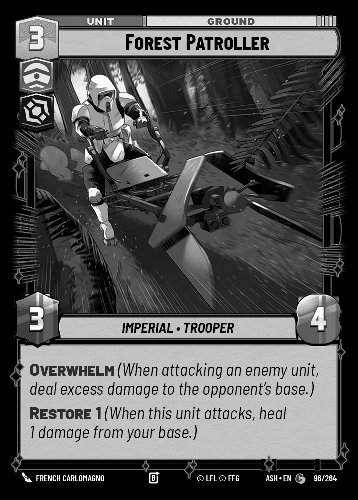 UNIT
GROUND
3
FOREST PATROLLER
3
IMPERIAL • TROOPER
4
OVERWHELM (When attacking an enemy unit,
deal excess damage to the opponent's base.)
RESTORE 1 (When this unit attacks, heal
1 damage from your base.)
FRENCH CARLOMAGNO
© LFL © FFG
ASH • EN
96/264